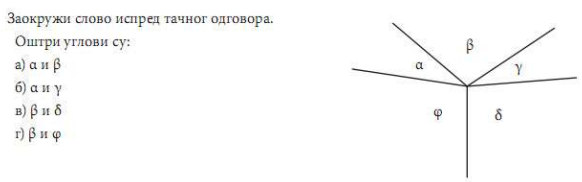 Заокружи слово испред тачног одговора.
Оштри углови су:
а) α и β
б) α и γ
в) β и δ
г) β и φ
β
α
γ
φ
δ